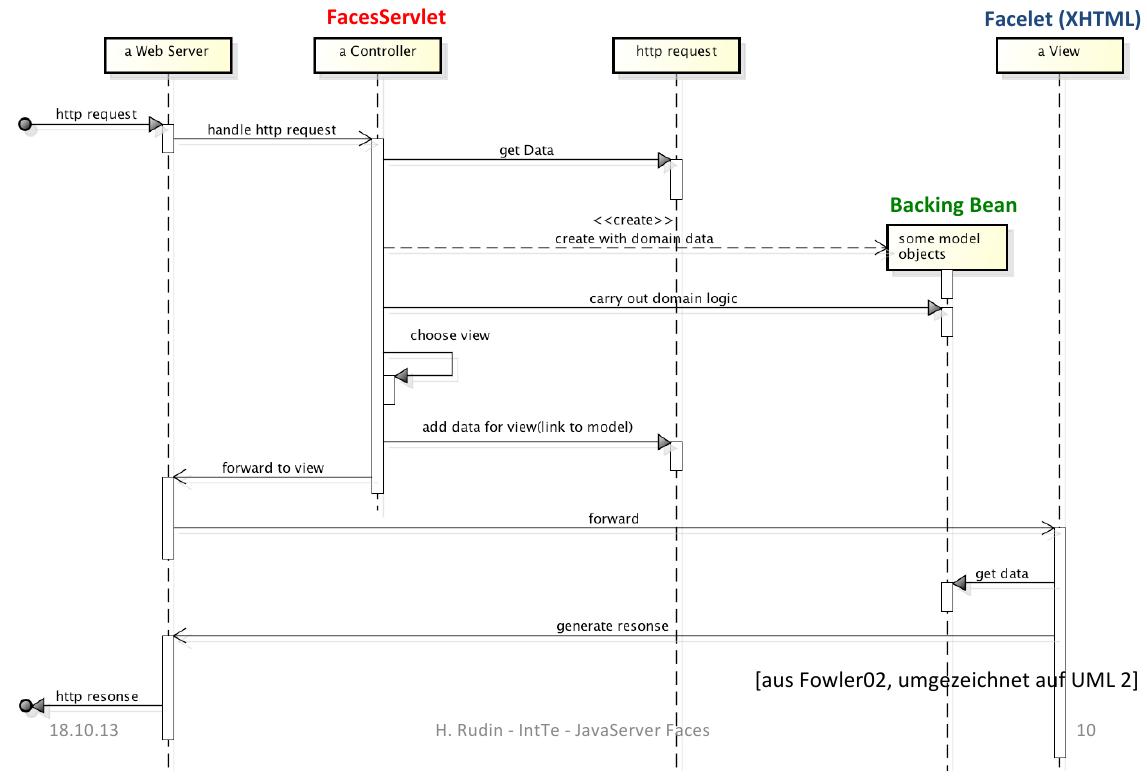 FacesServlet
Facelet (XHTML)
a Web Server
a Controller
http request
a View
http request
handle http request
get Data
Backing Bean
<<create>>
create with domain data
some model
objects
carry out domain logic
choose view
add data for view(link to model)
forward to view
forward
get data
generate resonse
[aus Fowler02, umgezeichnet auf UML 2]
http resonse
18.10.13
H. Rudin - IntTe - JavaServer Faces
10